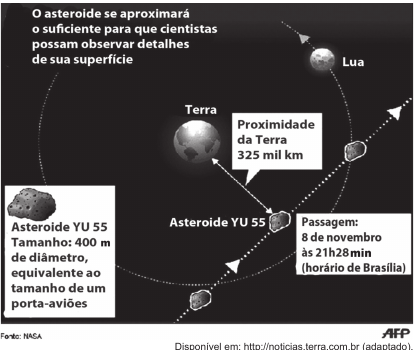 O asteroide se aproximará
o suficiente para que cientistas
possam observar detalhes
de sua superfície
Lua
Terra
Proximidade
da Terra
325 mil km
Asteroide YU 55
Passagem:
8 de novembro
às 21h28min
(horário de Brasília)
Asteroide YU 55
Tamanho: 400 m
de diâmetro,
equivalente ao
tamanho de um
porta-aviões
Fonte: NASA
AFP
Disponível em: http://noticias.terra.com.br (adaptado).